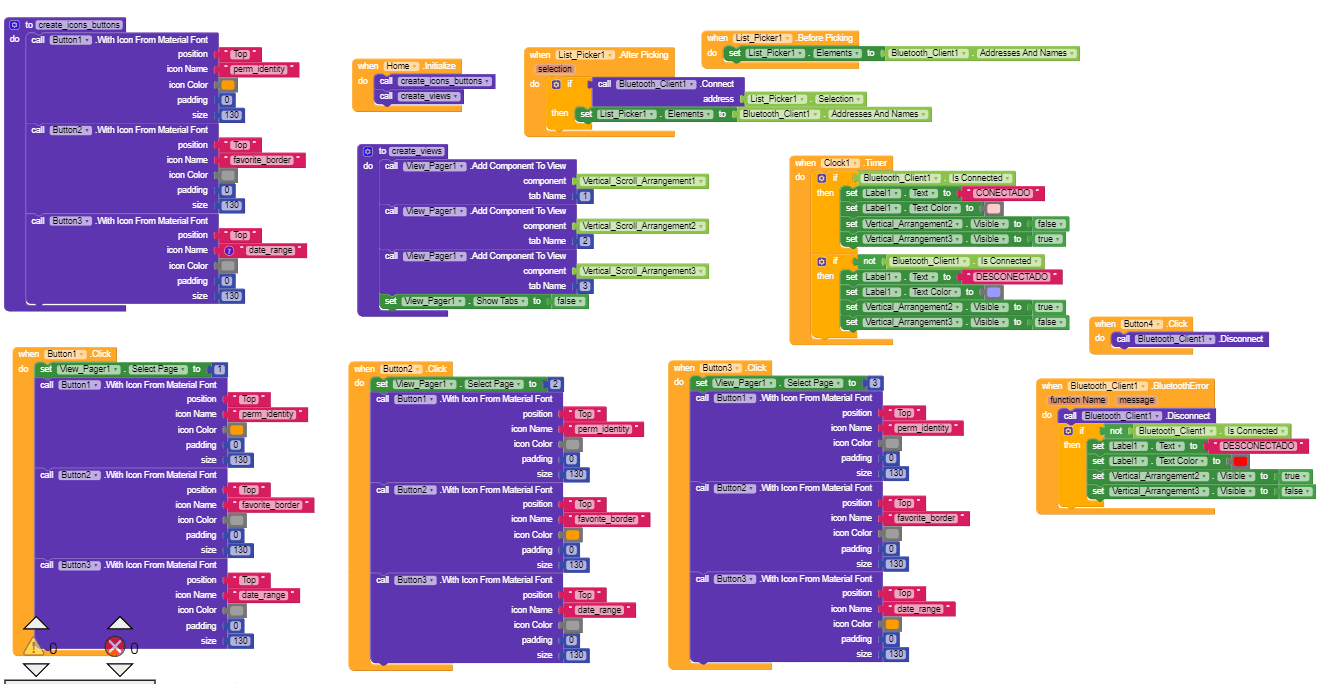 to create_icons_buttons
do call Button1 .With Icon From Material Font
position " Top "
icon Name " perm_identity "
icon Color
padding 0
size 130
call Button2 .With Icon From Material Font
position " Top "
icon Name " favorite_border "
icon Color
padding 0
size 130
call Button3 .With Icon From Material Font
position " Top "
icon Name " date_range "
icon Color
padding 0
size 130
when Home .Initialize
do call create_icons_buttons
call create_views
when List_Picker1 .After Picking
selection
do if call Bluetooth_Client1 .Connect
address List_Picker1 . Selection
then set List_Picker1 . Elements to Bluetooth_Client1 . Addresses And Names
when List_Picker1 .Before Picking
do set List_Picker1 . Elements to Bluetooth_Client1 . Addresses And Names
to create_views
do call View_Pager1 .Add Component To View
component Vertical_Scroll_Arrangement1
tab Name 1
call View_Pager1 .Add Component To View
component Vertical_Scroll_Arrangement2
tab Name 2
call View_Pager1 .Add Component To View
component Vertical_Scroll_Arrangement3
tab Name 3
set View_Pager1 . Show Tabs to false
when Clock1 .Timer
do if Bluetooth_Client1 . Is Connected
then set Label1 . Text to " CONECTADO "
set Label1 . Text Color to
set Vertical_Arrangement2 . Visible to false
set Vertical_Arrangement3 . Visible to true
if not Bluetooth_Client1 . Is Connected
then set Label1 . Text to " DESCONECTADO "
set Label1 . Text Color to
set Vertical_Arrangement2 . Visible to true
set Vertical_Arrangement3 . Visible to false
when Button4 .Click
do call Bluetooth_Client1 .Disconnect
when Button1 .Click
do set View_Pager1 . Select Page to 1
call Button1 .With Icon From Material Font
position " Top "
icon Name " perm_identity "
icon Color
padding 0
size 130
call Button2 .With Icon From Material Font
position " Top "
icon Name " favorite_border "
icon Color
padding 0
size 130
call Button3 .With Icon From Material Font
position " Top "
icon Name " date_range "
icon Color
padding 0
size 130
0 0
when Button2 .Click
do set View_Pager1 . Select Page to 2
call Button1 .With Icon From Material Font
position " Top "
icon Name " perm_identity "
icon Color
padding 0
size 130
call Button2 .With Icon From Material Font
position " Top "
icon Name " favorite_border "
icon Color
padding 0
size 130
call Button3 .With Icon From Material Font
position " Top "
icon Name " date_range "
icon Color
padding 0
size 130
when Button3 .Click
do set View_Pager1 . Select Page to 3
call Button1 .With Icon From Material Font
position " Top "
icon Name " perm_identity "
icon Color
padding 0
size 130
call Button2 .With Icon From Material Font
position " Top "
icon Name " favorite_border "
icon Color
padding 0
size 130
call Button3 .With Icon From Material Font
position " Top "
icon Name " date_range "
icon Color
padding 0
size 130
when Bluetooth_Client1 .BluetoothError
function Name message
do call Bluetooth_Client1 .Disconnect
if not Bluetooth_Client1 . Is Connected
then set Label1 . Text to " DESCONECTADO "
set Label1 . Text Color to
set Vertical_Arrangement2 . Visible to true
set Vertical_Arrangement3 . Visible to false